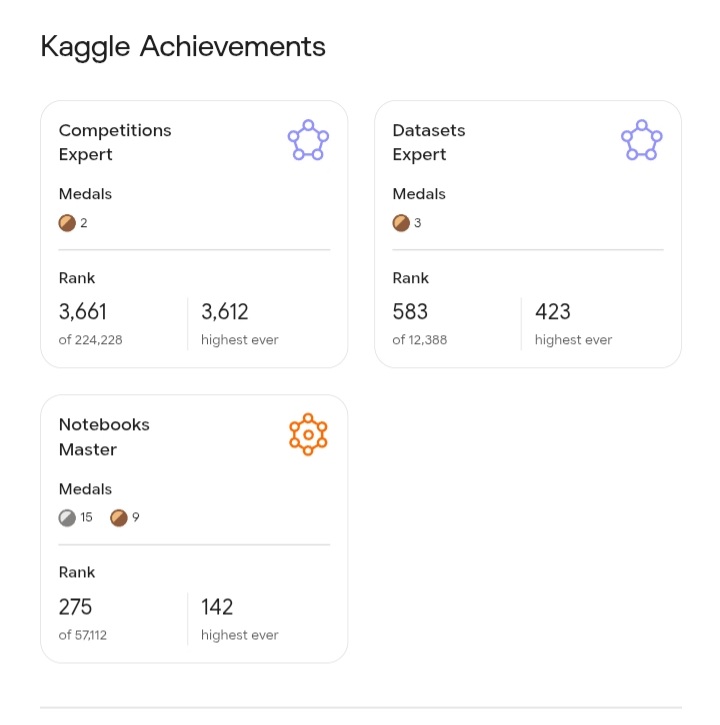 Kaggle Achievements
Competitions
Expert
Medals
2
Rank
3,661
of 224,228
3,612
highest ever
Datasets
Expert
Medals
3
Rank
583
of 12,388
423
highest ever
Notebooks
Master
Medals
15 9
Rank
275
of 57,112
142
highest ever